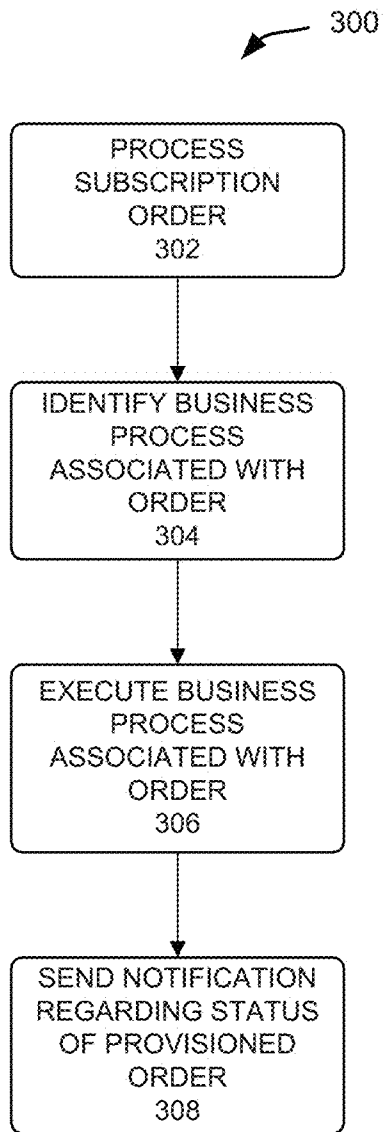 300
PROCESS
SUBSCRIPTION
ORDER
302
IDENTIFY BUSINESS
PROCESS
ASSOCIATED WITH
ORDER
304
EXECUTE BUSINESS
PROCESS
ASSOCIATED WITH
ORDER
306
SEND NOTIFICATION
REGARDING STATUS
OF PROVISIONED
ORDER
308